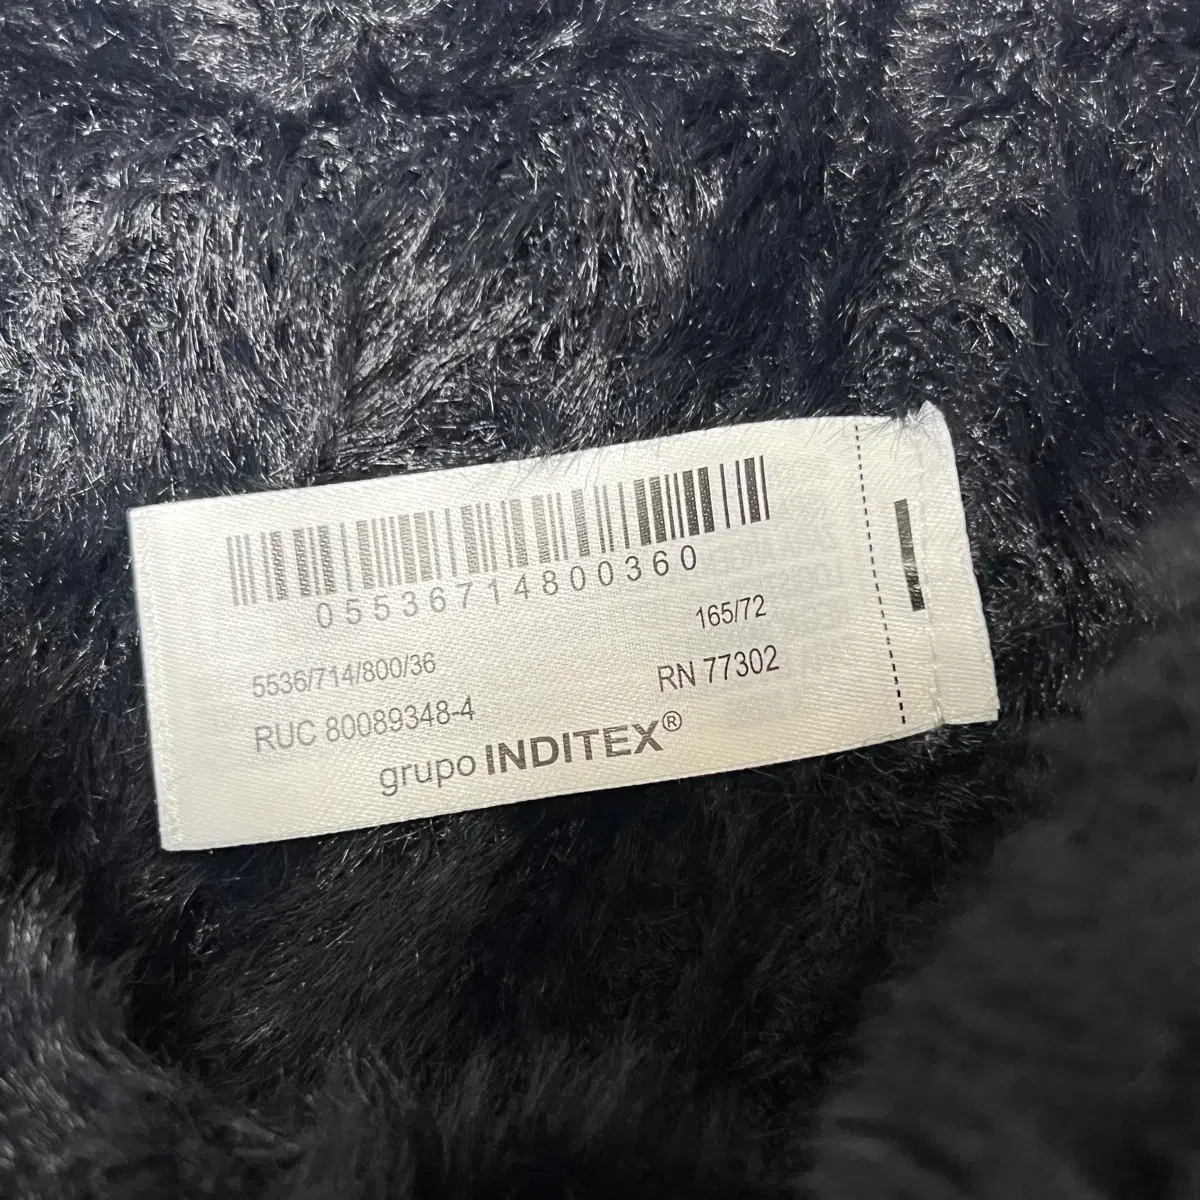 05536714800360
165/72
5536/714/800/36
RN 77302
RUC 80089348-4
grupo INDITEX®